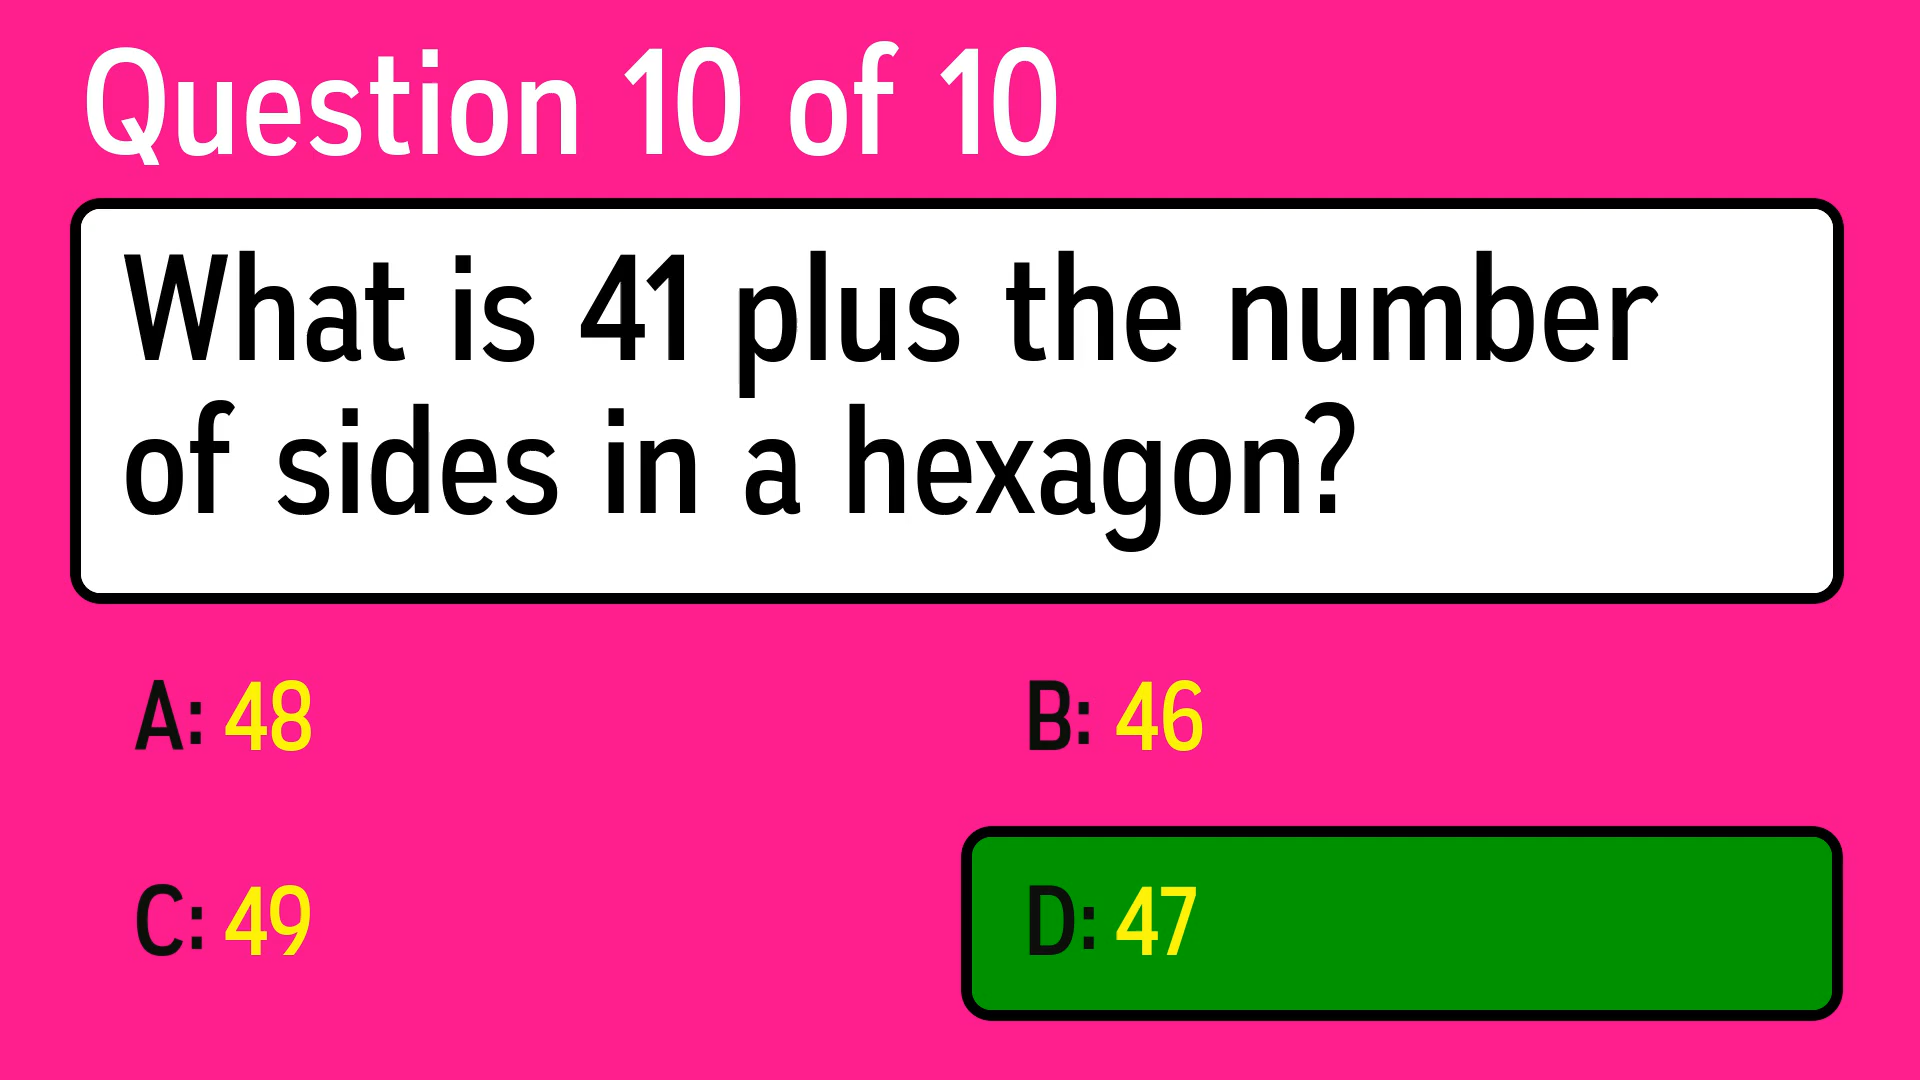 Question 10 of 10
What is 41 plus the number
of sides in a hexagon?
A: 48
B: 46
C: 49
D: 47